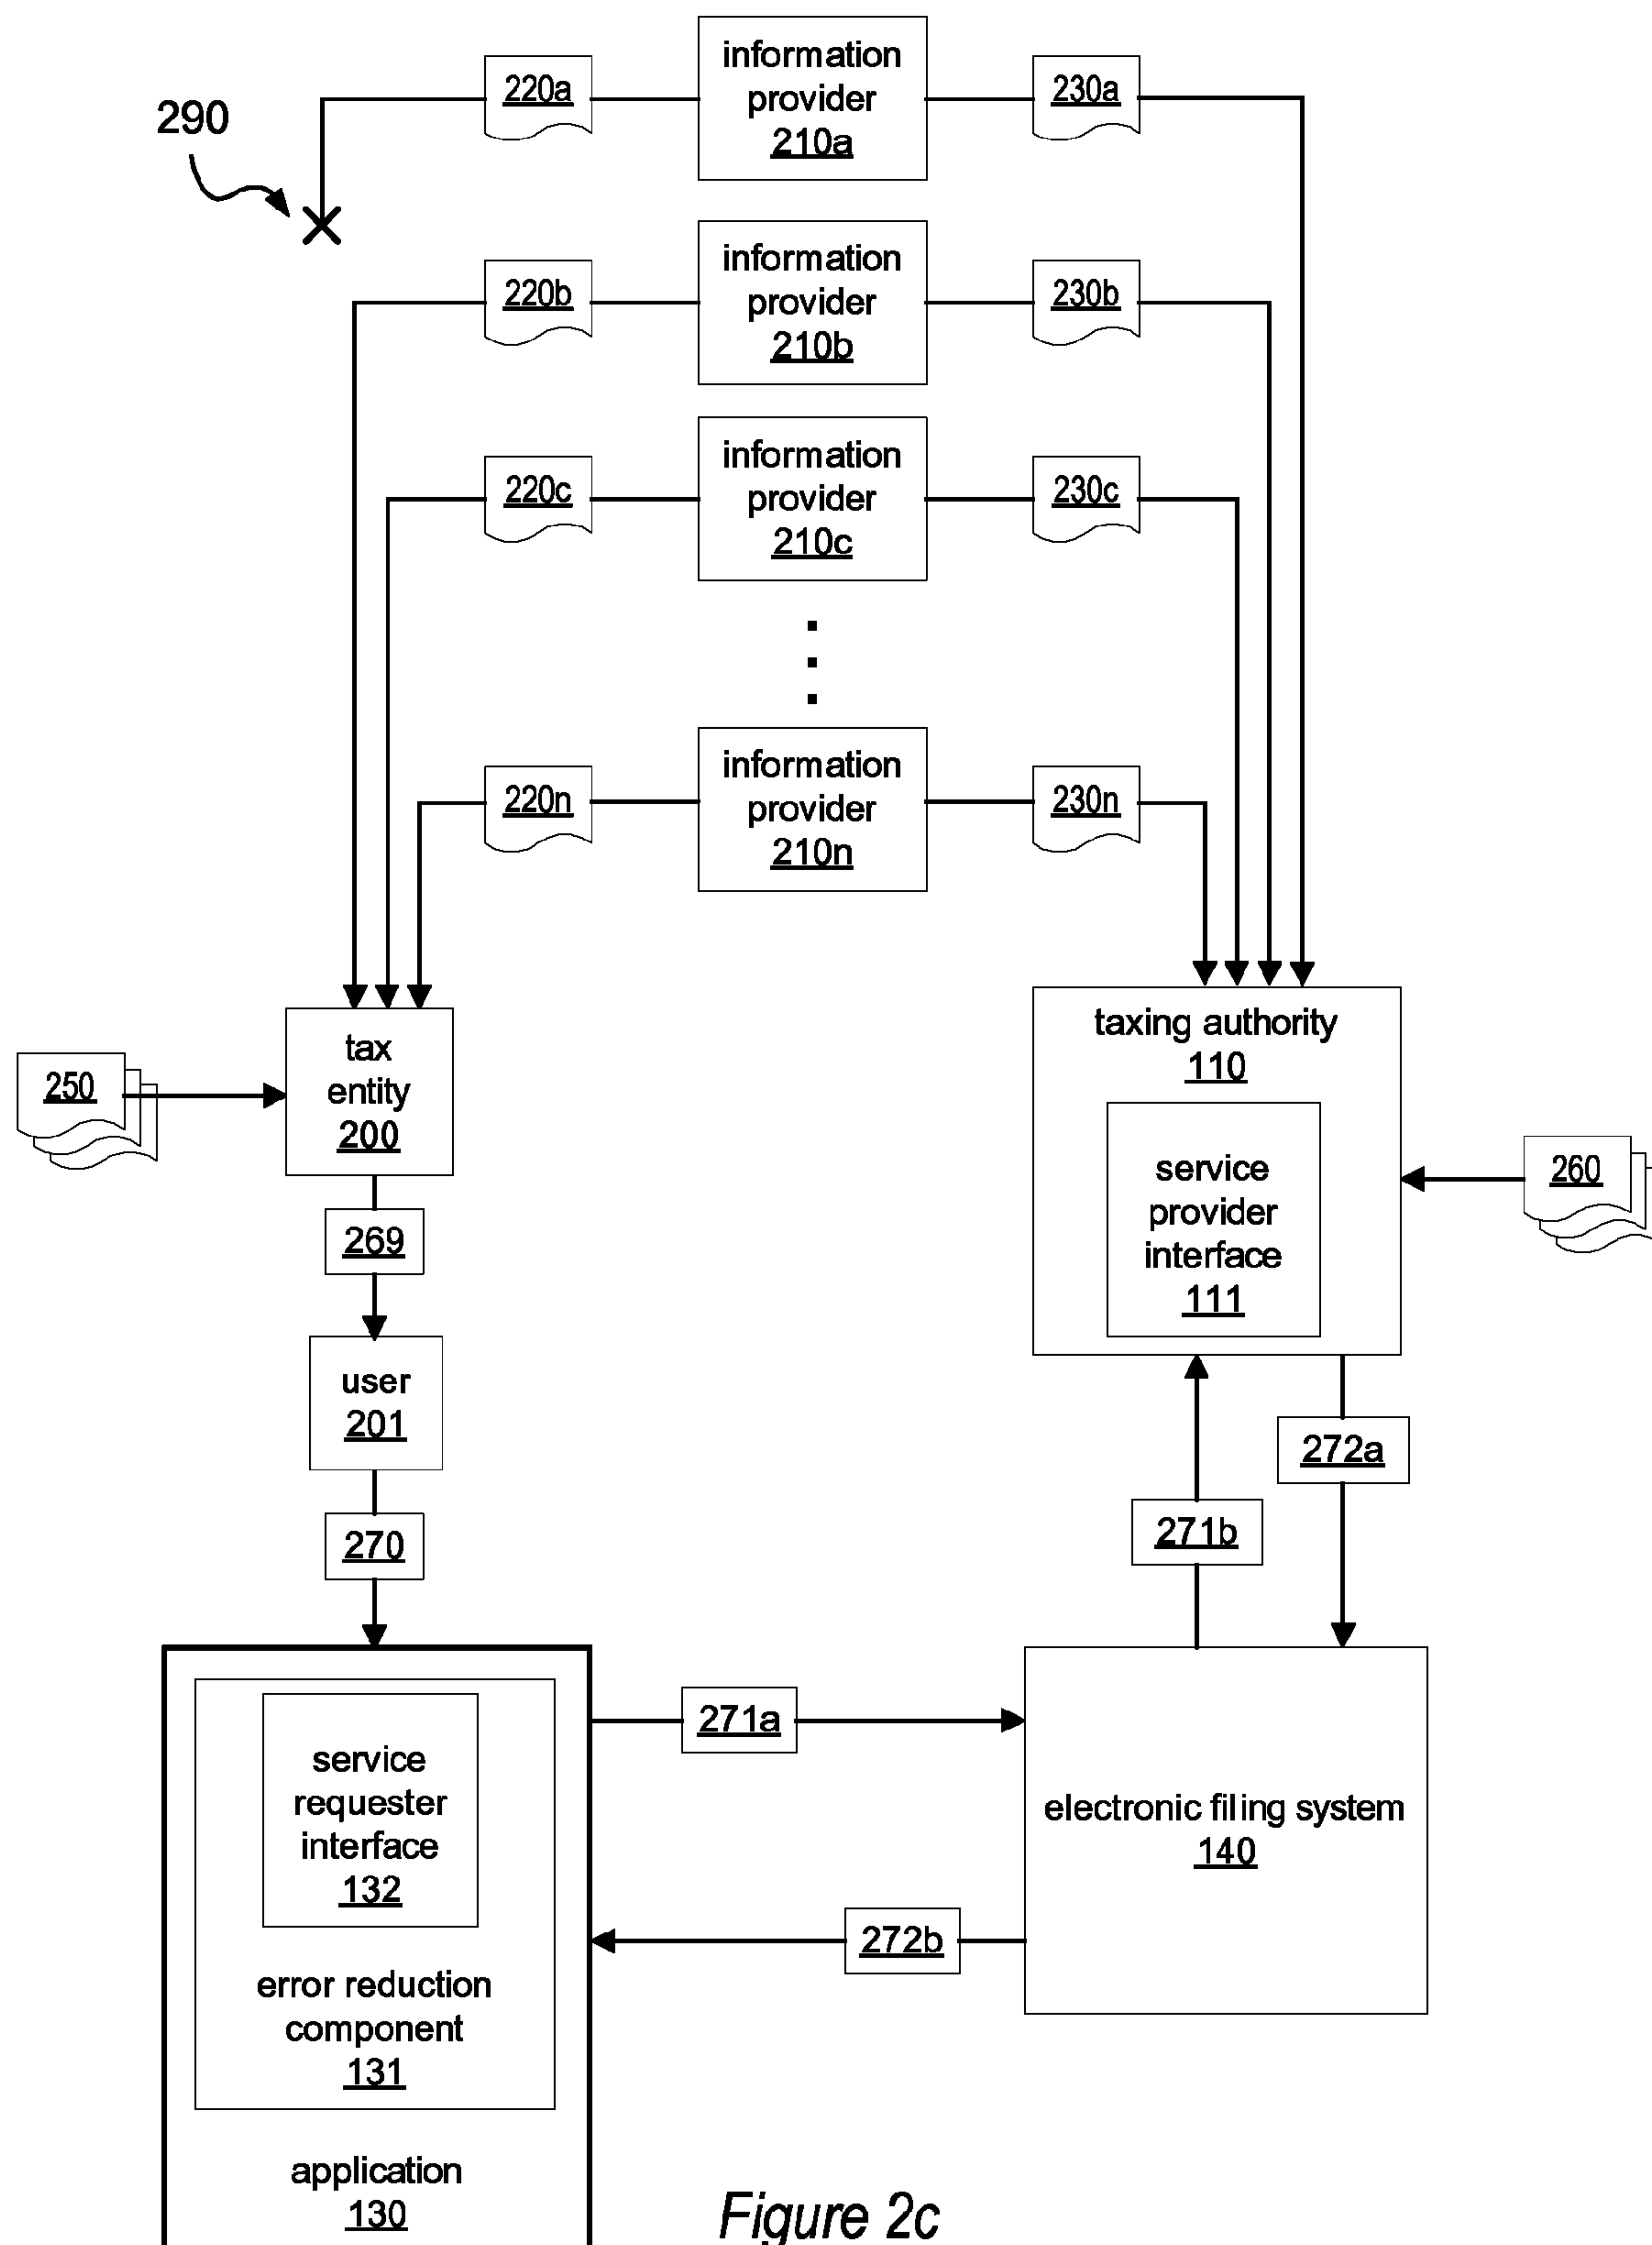 290
220a
information
provider
210a
230a
220b
information
provider
210b
230b
220c
information
provider
210c
230c
220n
information
provider
210n
230n
250
tax
entity
200
taxing authority
110
service
provider
interface
111
260
269
user
201
270
272a
271b
service
requester
interface
132
error reduction
component
131
application
130
271a
272b
electronic filing system
140
Figure 2c